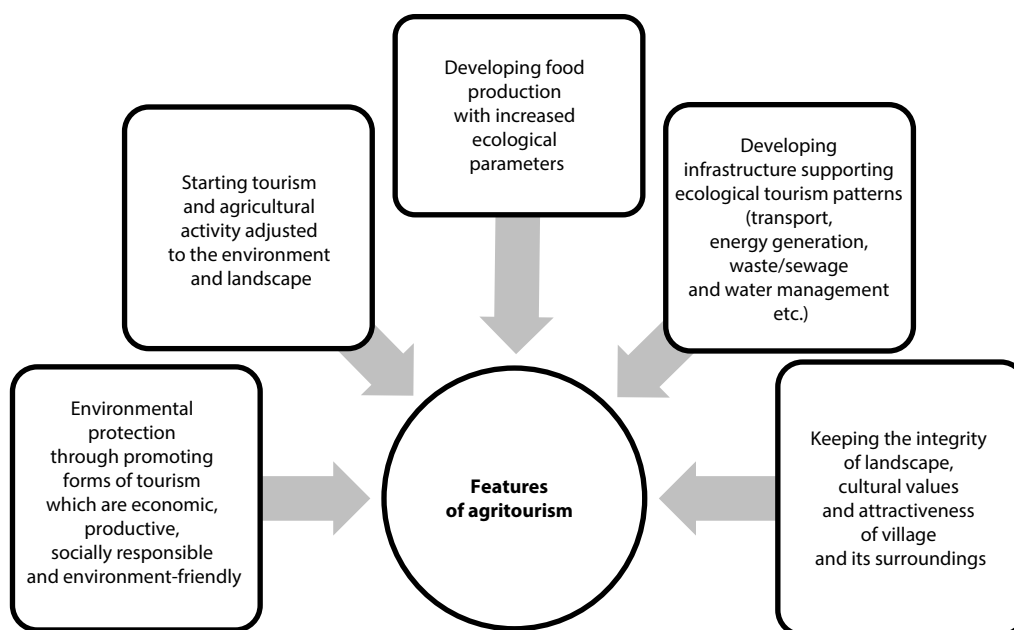 Developing food
production
with increased
ecological
parameters
Starting tourism
and agricultural
activity adjusted
to the environment
and landscape
Developing
infrastructure supporting
ecological tourism patterns
(transport,
energy generation,
waste/sewage
and water management
etc.)
Environmental
protection
through promoting
forms of tourism
which are economic,
productive,
socially responsible
and environment-friendly
Features
of agritourism
Keeping the integrity
of landscape,
cultural values
and attractiveness
of village
and its surroundings